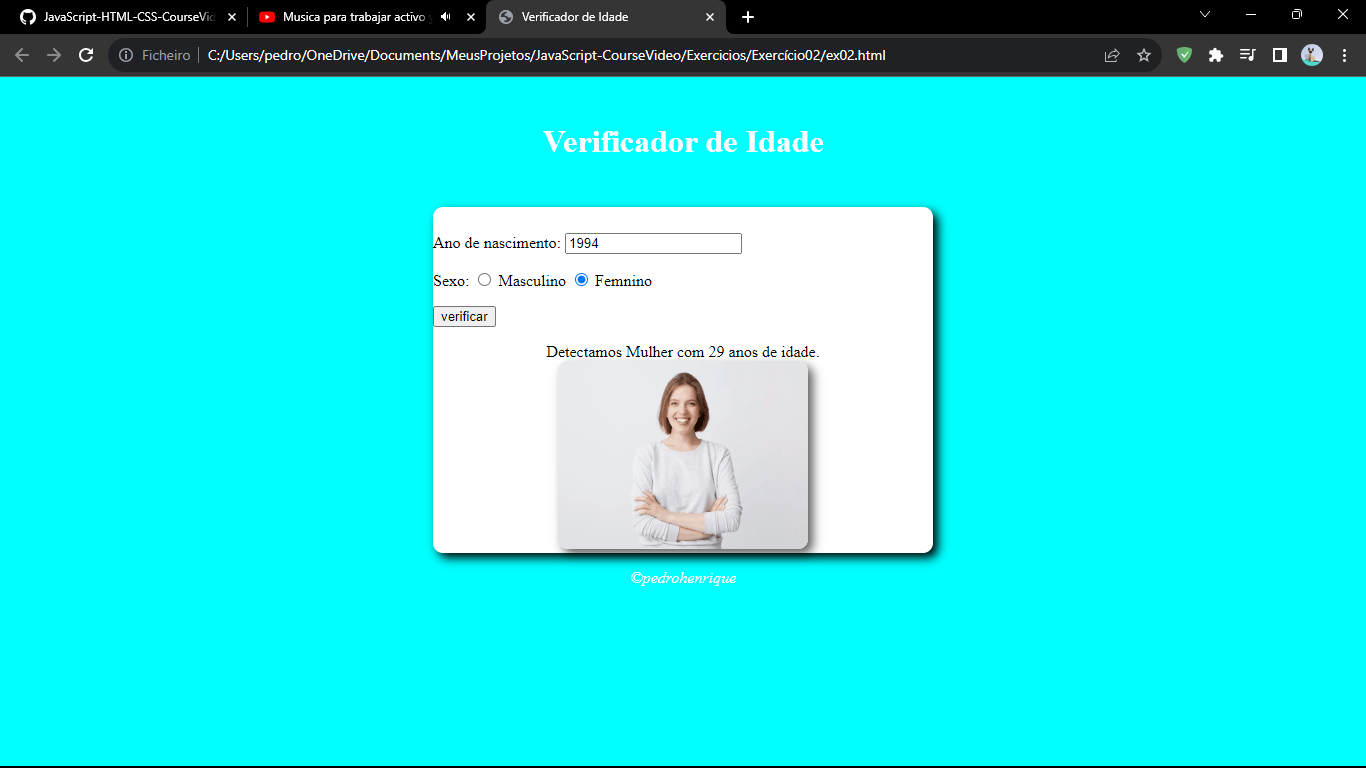 JavaScript-HTML-CSS-CourseVid
Musica para trabajar activo y
Verificador de Idade
Ficheiro
C:/Users/pedro/OneDrive/Documents/MeusProjetos/JavaScript-CourseVideo/Exercicios/Exercício02/ex02.html
Verificador de Idade
Ano de nascimento: 1994
Sexo: Masculino Femnino
verificar
Detectamos Mulher com 29 anos de idade.
©pedrohenrique